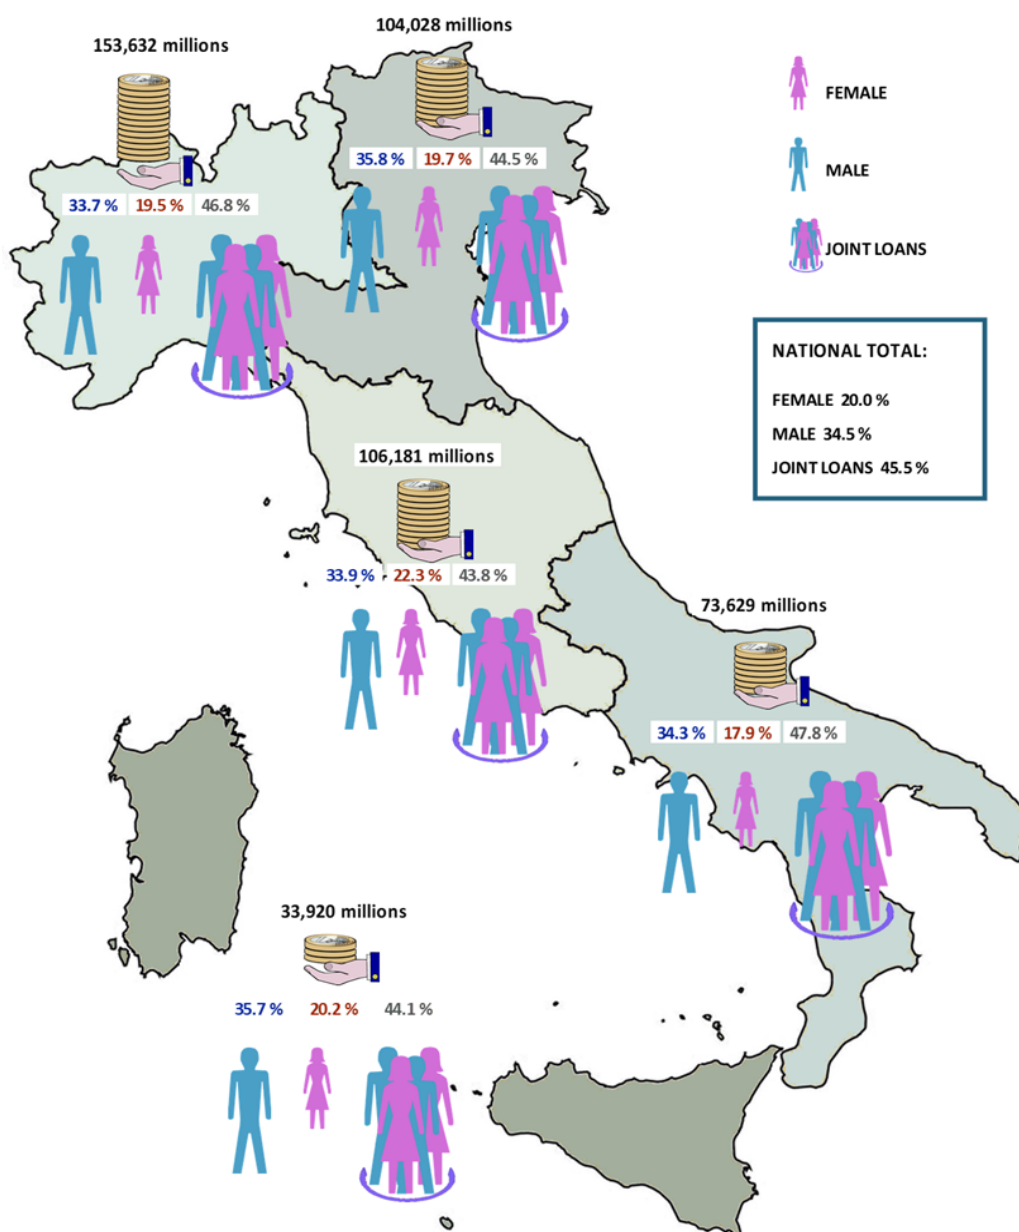 104,028 millions
153,632 millions
FEMALE
35.8 % 19.7 % 44.5 %
MALE
33.7 % 19.5 % 46.8 %
JOINT LOANS
NATIONAL TOTAL:
FEMALE 20.0 %
MALE 34.5 %
JOINT LOANS 45.5 %
106,181 millions
33.9 % 22.3 % 43.8 %
73,629 millions
34.3 % 17.9 % 47.8 %
33,920 millions
35.7 % 20.2 % 44.1 %